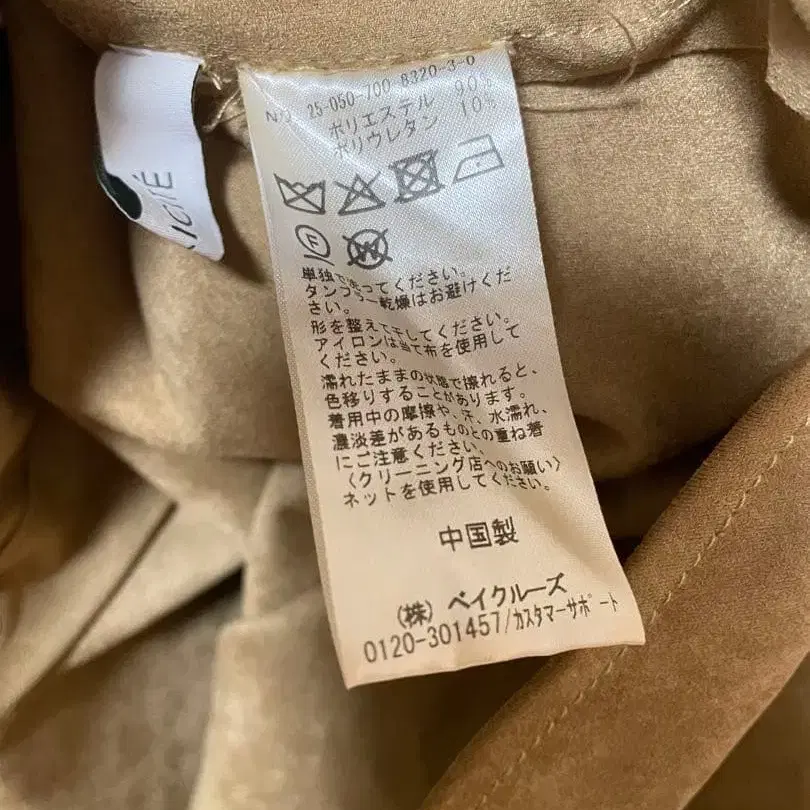 NO. 25-050-700 8320-3-0
ポリエステル 90%
ポリウレタン 10%
F
W
単独で洗ってください。
タンブラー乾燥はお避けくだ
さい。
形を整えて干してください。
アイロンは当て布を使用して
ください。
濡れたままの状態で擦れると、
色移りすることがあります。
着用中の摩擦や、汗、水濡れ、
濃淡差があるものとの重ね着
にご注意ください。
〈クリーニング店へのお願い〉
ネットを使用してください。
中国製
(株) ベイクルーズ
0120-301457/カスタマーサポート